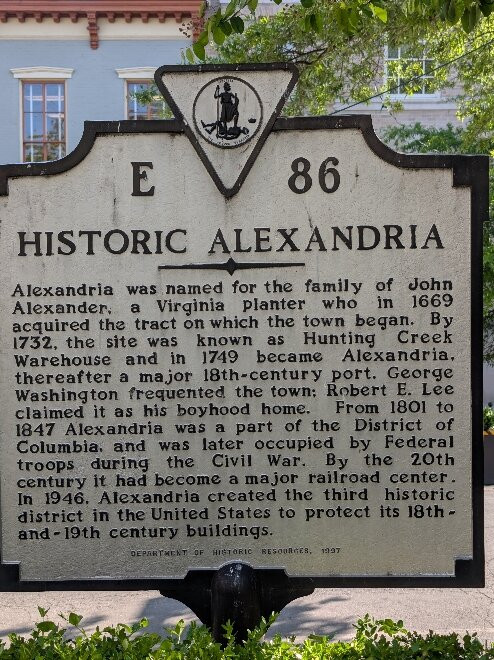 E 86
HISTORIC ALEXANDRIA
Alexandria was named for the family of John
Alexander, a Virginia planter who in 1669
acquired the tract on which the town began. By
1732, the site was known as Hunting Creek
Warehouse and in 1749 became Alexandria,
thereafter a major 18th-century port. George
Washington frequented the town; Robert E. Lee
claimed it as his boyhood home. From 1801 to
1847 Alexandria was a part of the District of
Columbia, and was later occupied by Federal
troops during the Civil War. By the 20th
century it had become a major railroad center.
In 1946, Alexandria created the third historic
district in the United States to protect its 18th-
and-19th century buildings.
DEPARTMENT OF HISTORIC RESOURCES, 1997